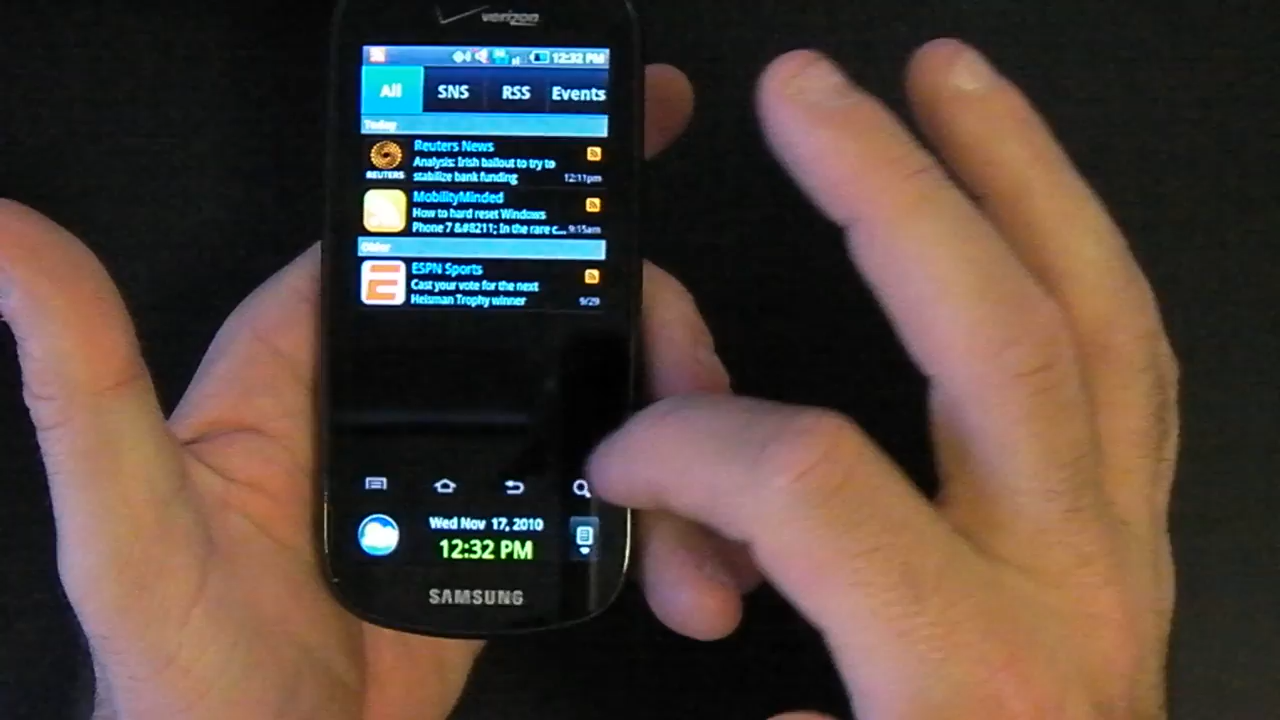 verizon
12:32 PM
All SNS RSS Events
Today
Reuters News
Analysis: Irish bailout to try to
stabilize bank funding 12:11pm
REUTERS
MobilityMinded
How to hard reset Windows
Phone 7 &#8211; In the rare c... 9:15am
Older
ESPN Sports
Cast your vote for the next
Heisman Trophy winner 9/29
Wed Nov 17, 2010
12:32 PM
SAMSUNG